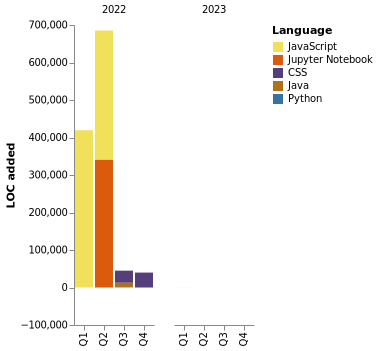 2022 2023
Language
JavaScript
Jupyter Notebook
CSS
Java
Python
LOC added
700,000
600,000
500,000
400,000
300,000
200,000
100,000
0
−100,000
Q1 Q2 Q3 Q4 Q1 Q2 Q3 Q4